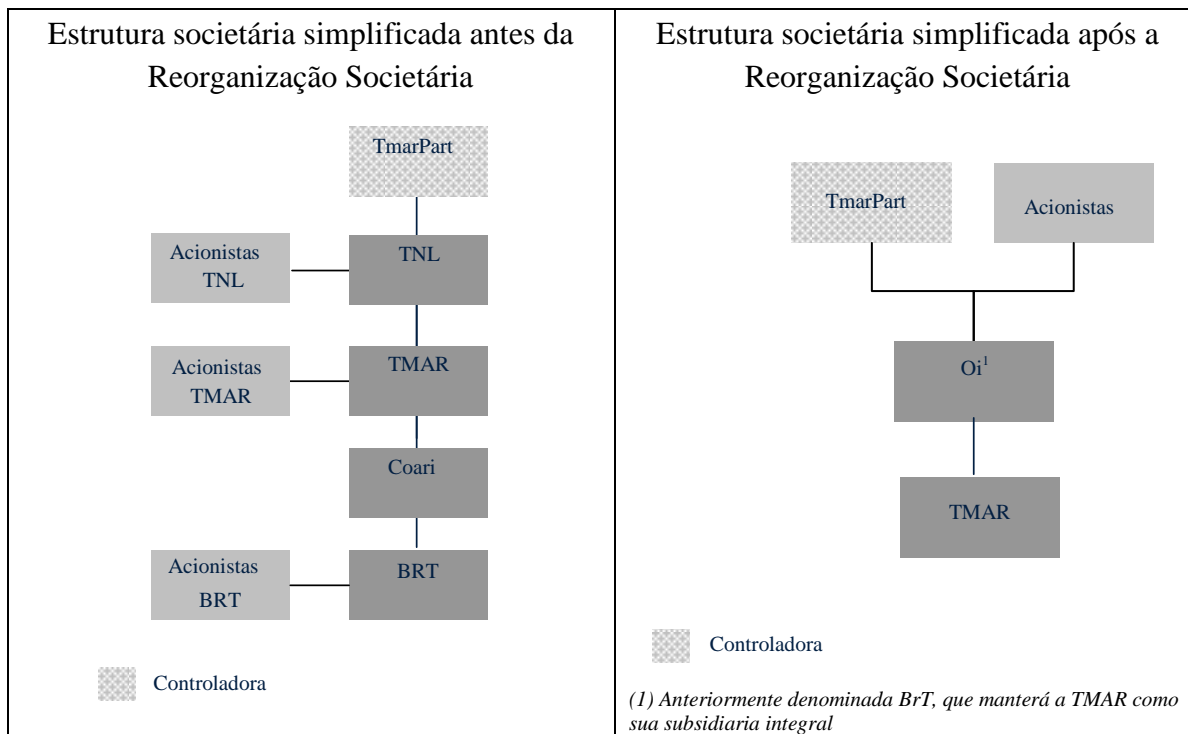 Estrutura societária simplificada antes da
Reorganização Societária
TmarPart
Acionistas
TNL
TNL
Acionistas
TMAR
TMAR
Coari
Acionistas
BRT
BRT
Controladora
Estrutura societária simplificada após a
Reorganização Societária
TmarPart
Acionistas
Oi¹
TMAR
Controladora
(1) Anteriormente denominada BrT, que manterá a TMAR como
sua subsidiaria integral